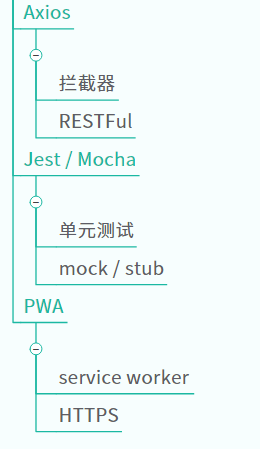 Axios
拦截器
RESTFul
Jest / Mocha
单元测试
mock / stub
PWA
service worker
HTTPS